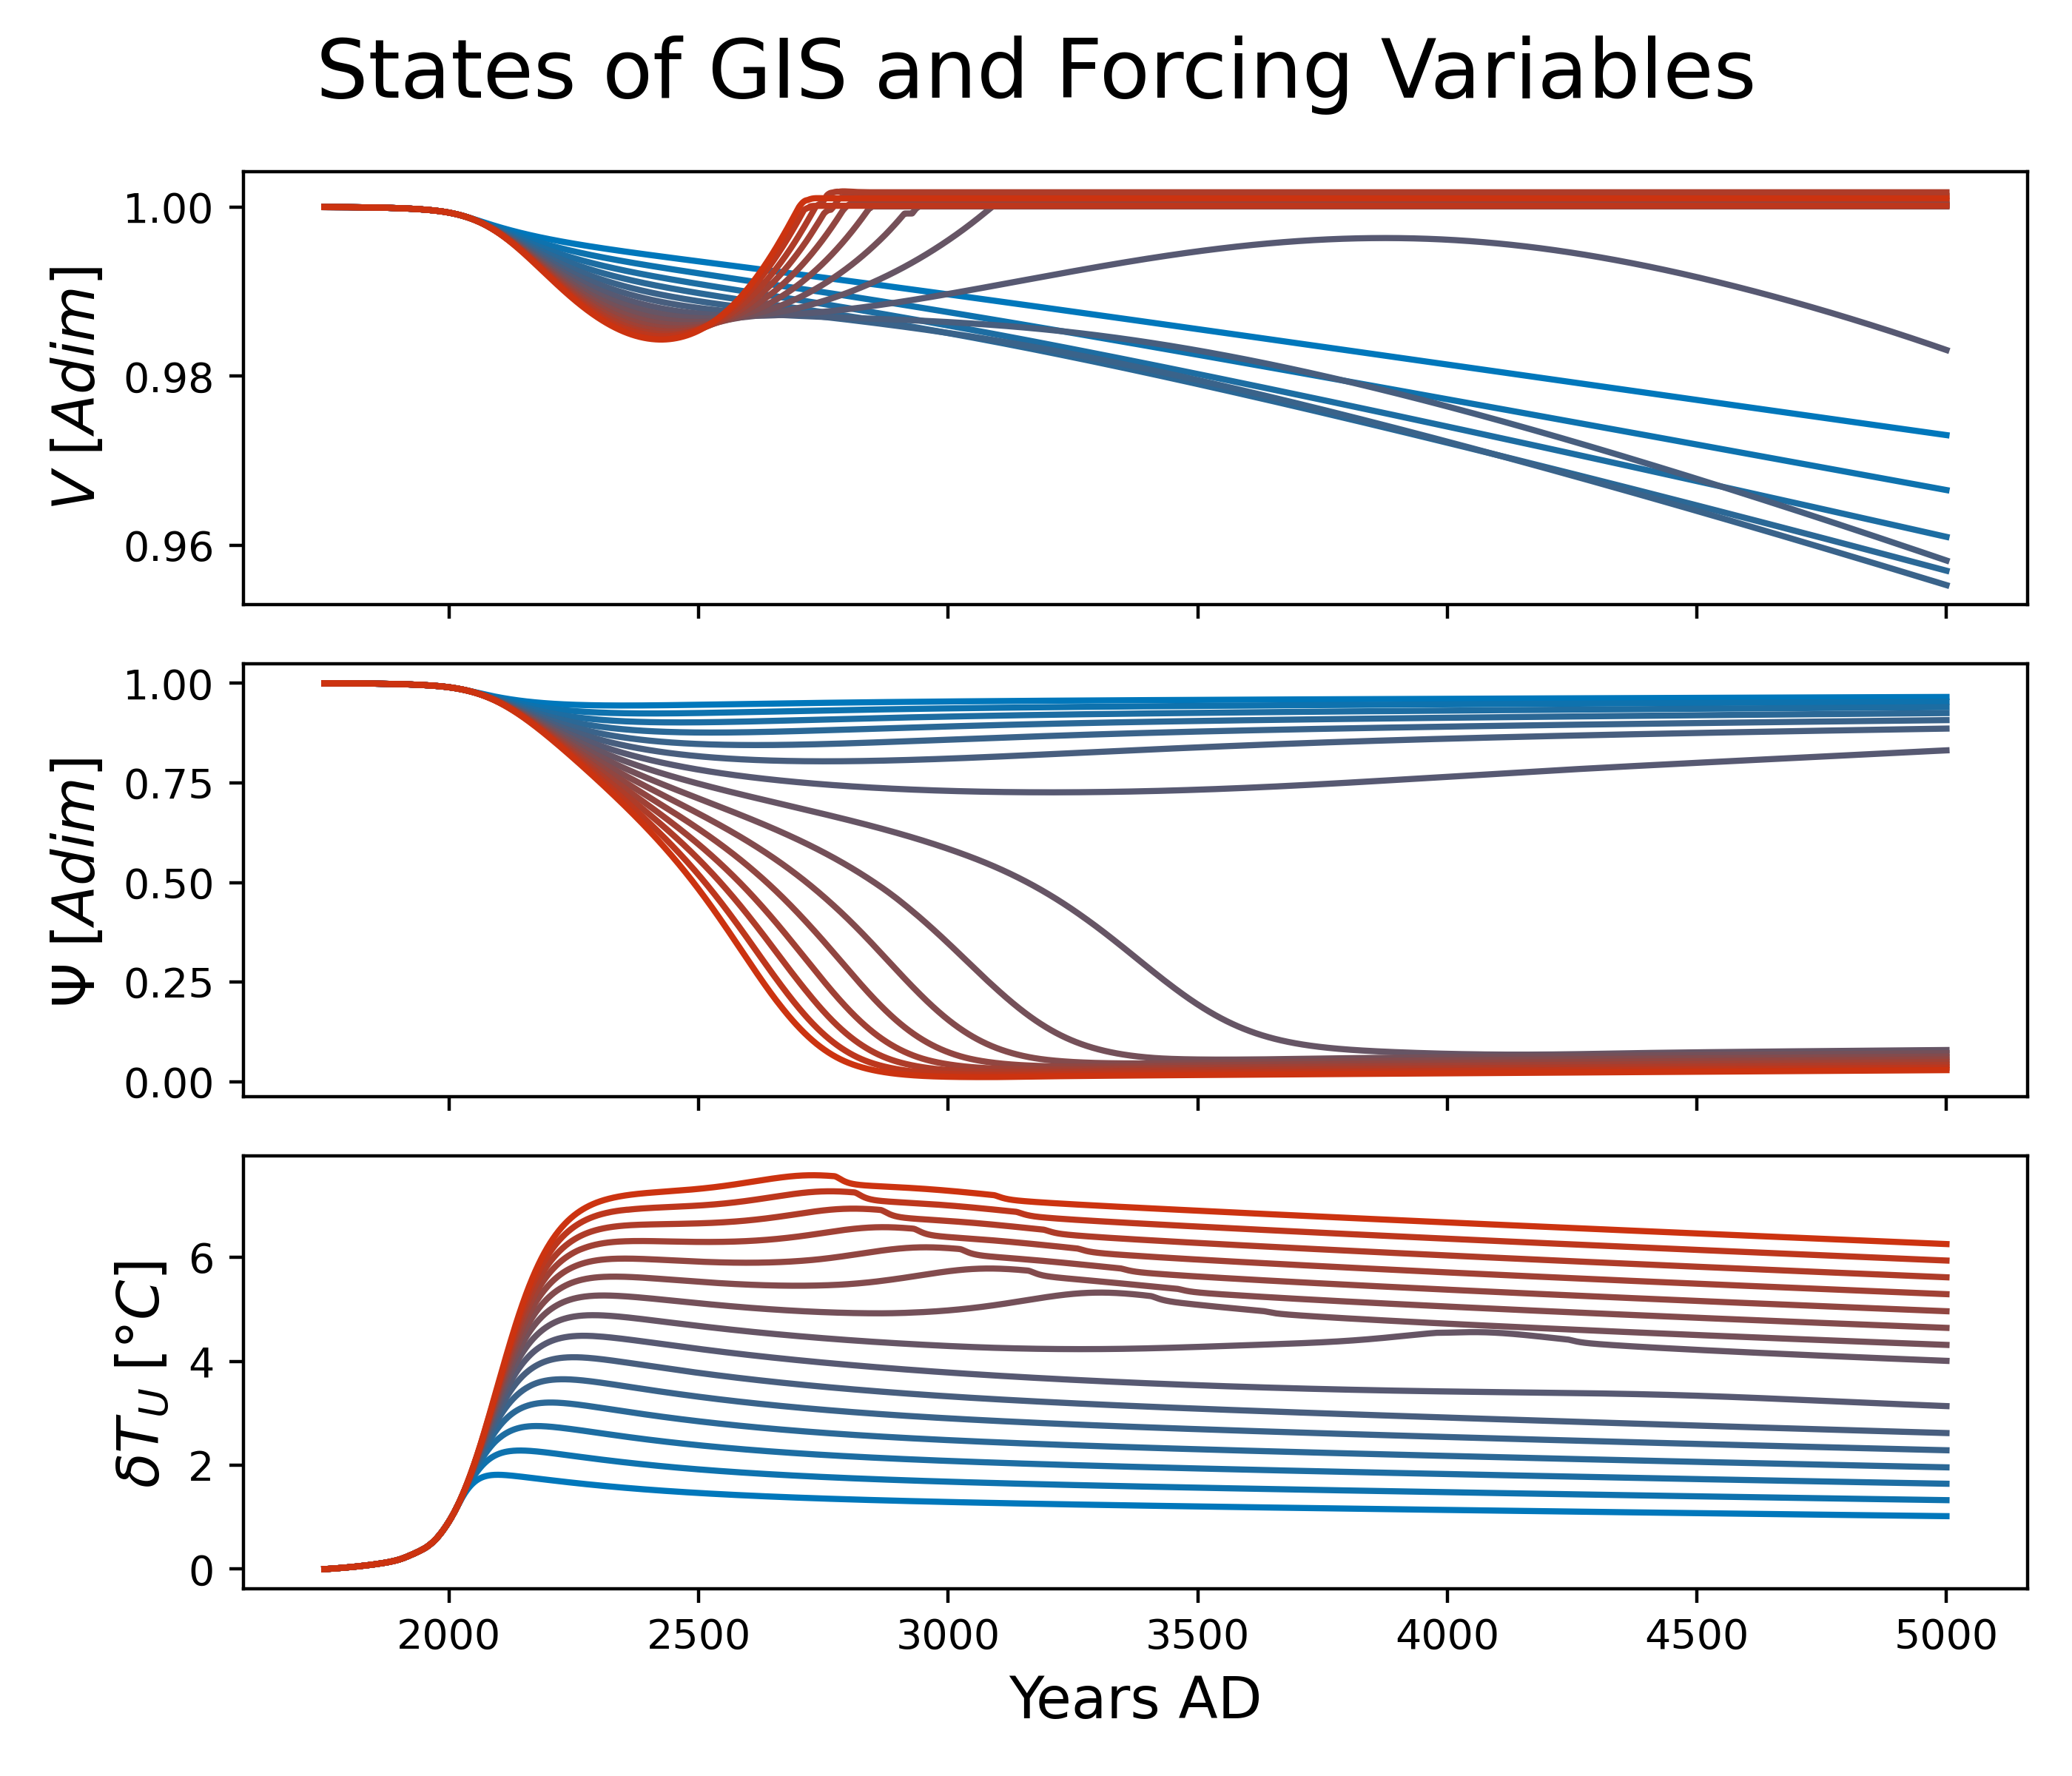 States of GIS and Forcing Variables
V [Adim]
1.00
0.98
0.96
Ψ [Adim]
1.00
0.75
0.50
0.25
0.00
δT_U [°C]
6
4
2
0
2000 2500 3000 3500 4000 4500 5000
Years AD